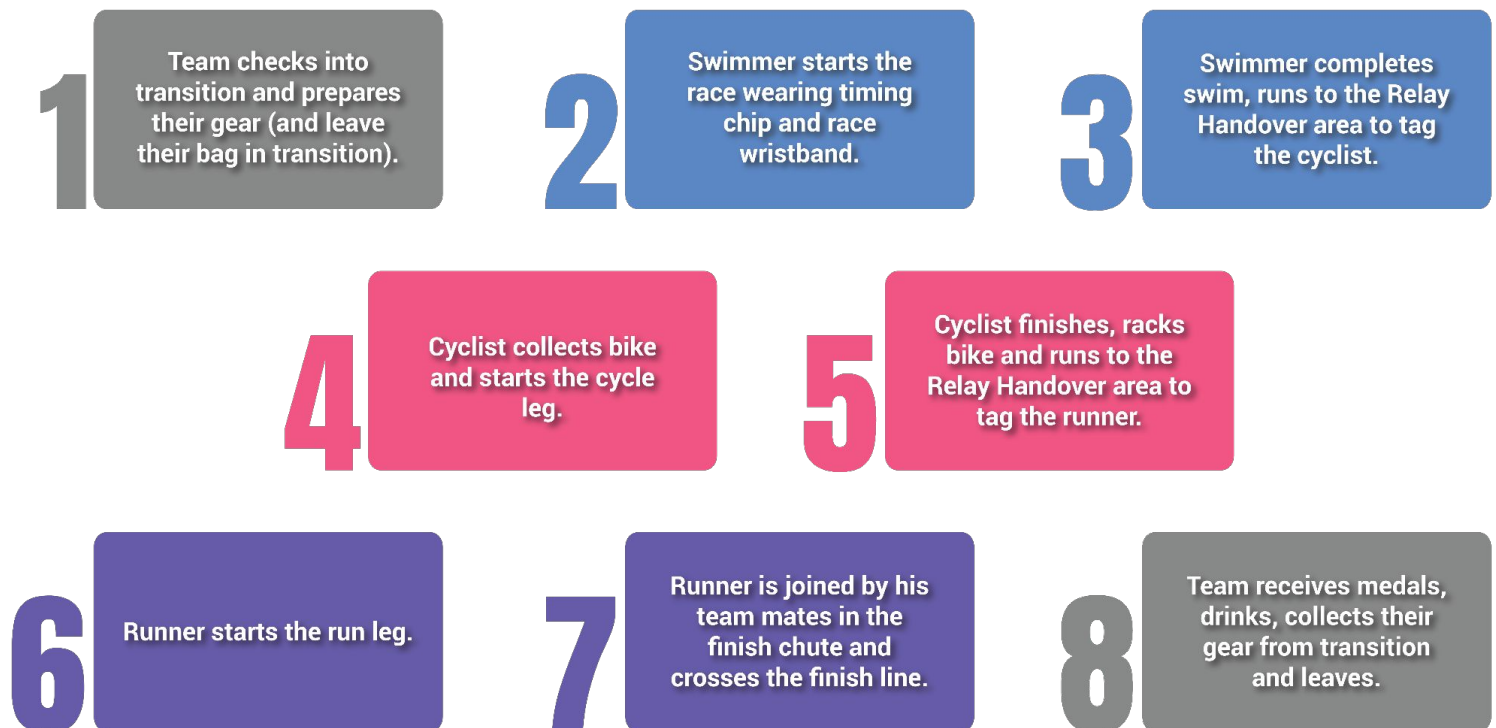 1
Team checks into
transition and prepares
their gear (and leave
their bag in transition).
2
Swimmer starts the
race wearing timing
chip and race
wristband.
3
Swimmer completes
swim, runs to the Relay
Handover area to tag
the cyclist.
4
Cyclist collects bike
and starts the cycle
leg.
5
Cyclist finishes, racks
bike and runs to the
Relay Handover area to
tag the runner.
6
Runner starts the run leg.
7
Runner is joined by his
team mates in the
finish chute and
crosses the finish line.
8
Team receives medals,
drinks, collects their
gear from transition
and leaves.